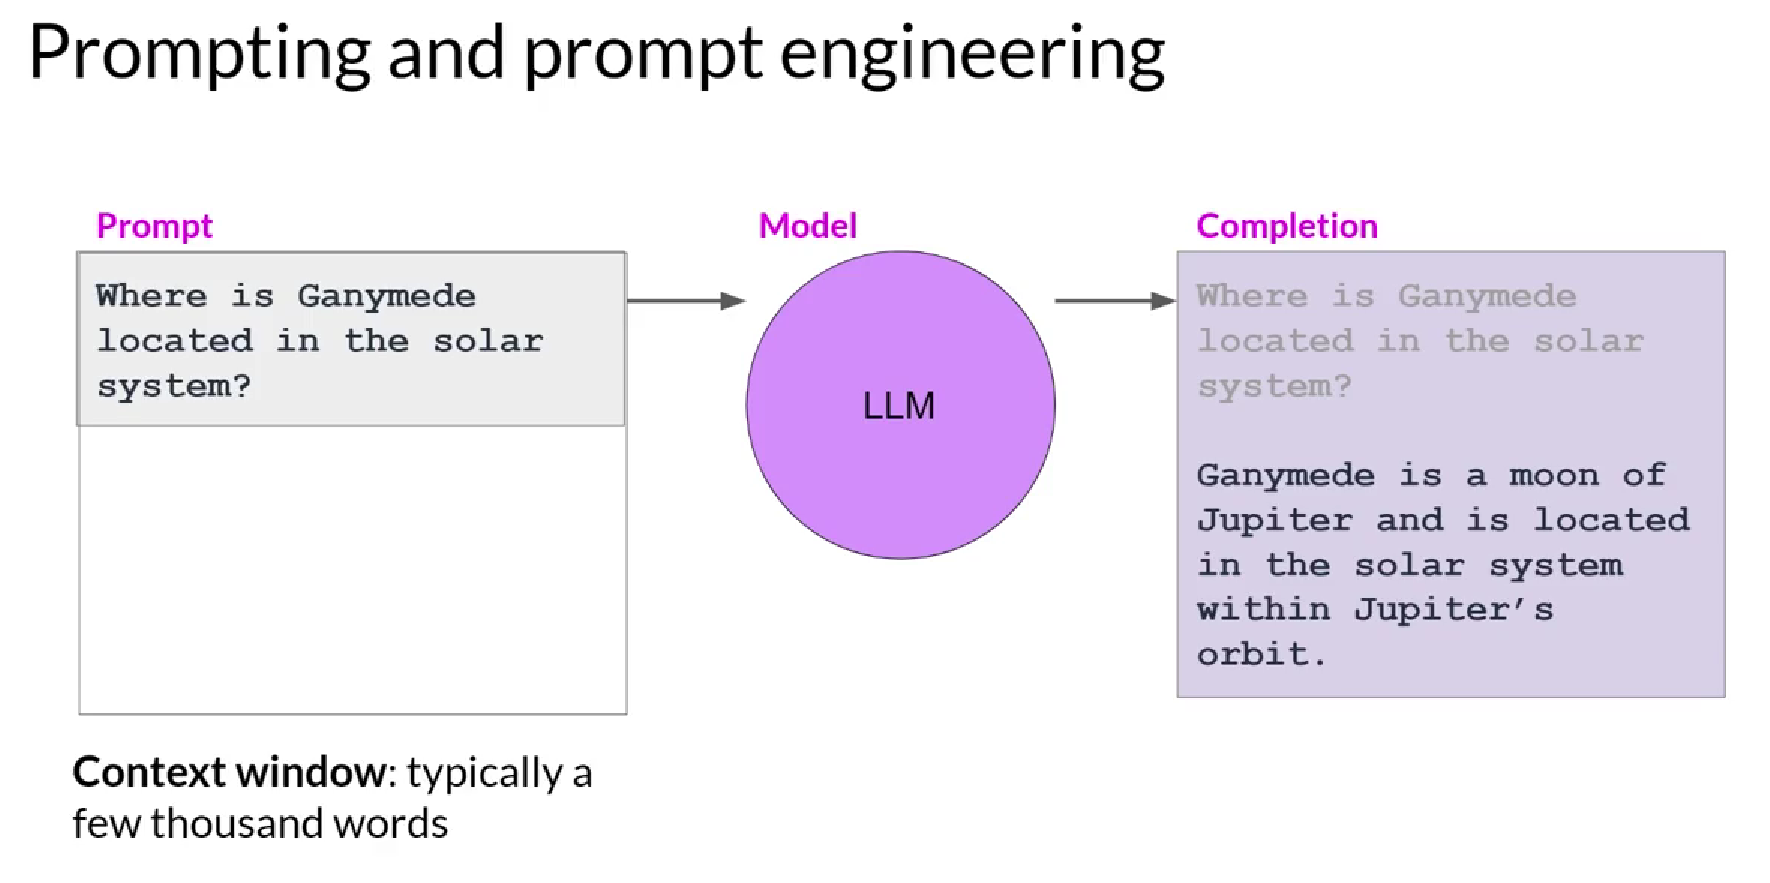 Prompting and prompt engineering
Prompt
Where is Ganymede
located in the solar
system?
Context window: typically a
few thousand words
Model
LLM
Completion
Where is Ganymede
located in the solar
system?
Ganymede is a moon of
Jupiter and is located
in the solar system
within Jupiter’s
orbit.